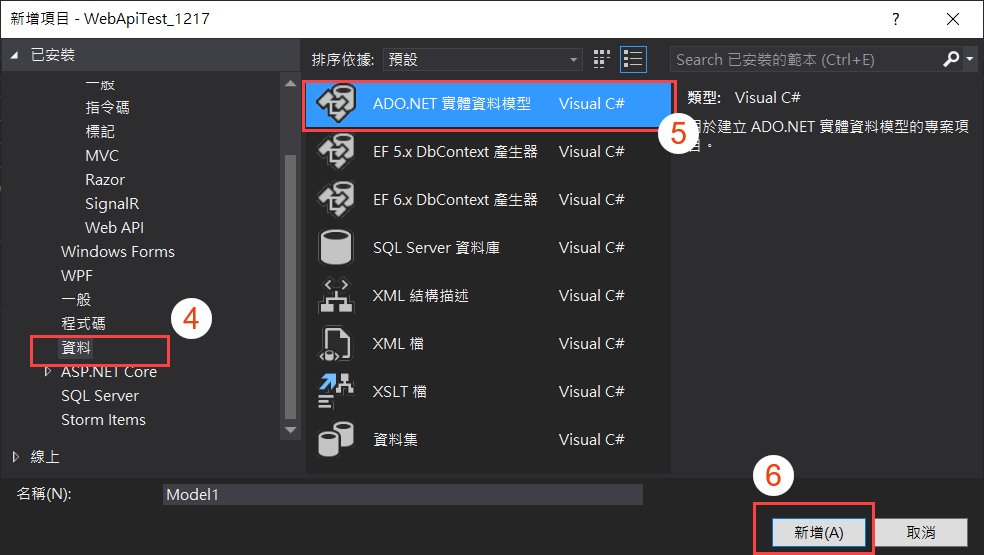 新增項目 - WebApiTest_1217
?
已安裝
排序依據: 預設
Search 已安裝的範本 (Ctrl+E)
一般
指令碼
標記
MVC
Razor
SignalR
Web API
Windows Forms
WPF
一般
程式碼
資料
ASP.NET Core
SQL Server
Storm Items
線上
4
ADO.NET 實體資料模型 Visual C#
EF 5.x DbContext 產生器 Visual C#
EF 6.x DbContext 產生器 Visual C#
SQL Server 資料庫 Visual C#
XML 結構描述 Visual C#
XML 檔 Visual C#
XSLT 檔 Visual C#
資料集 Visual C#
5
類型: Visual C#
於建立 ADO.NET 實體資料模型的專案項
。
名稱(N): Model1
6
新增(A) 取消